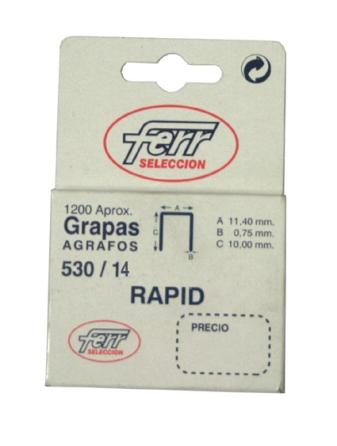 ferr
SELECCION
1200 Aprox.
Grapas
AGRAFOS
530 / 14
A
C
B
A 11,40 mm.
B 0,75 mm.
C 10,00 mm.
RAPID
PRECIO
ferr
SELECCION